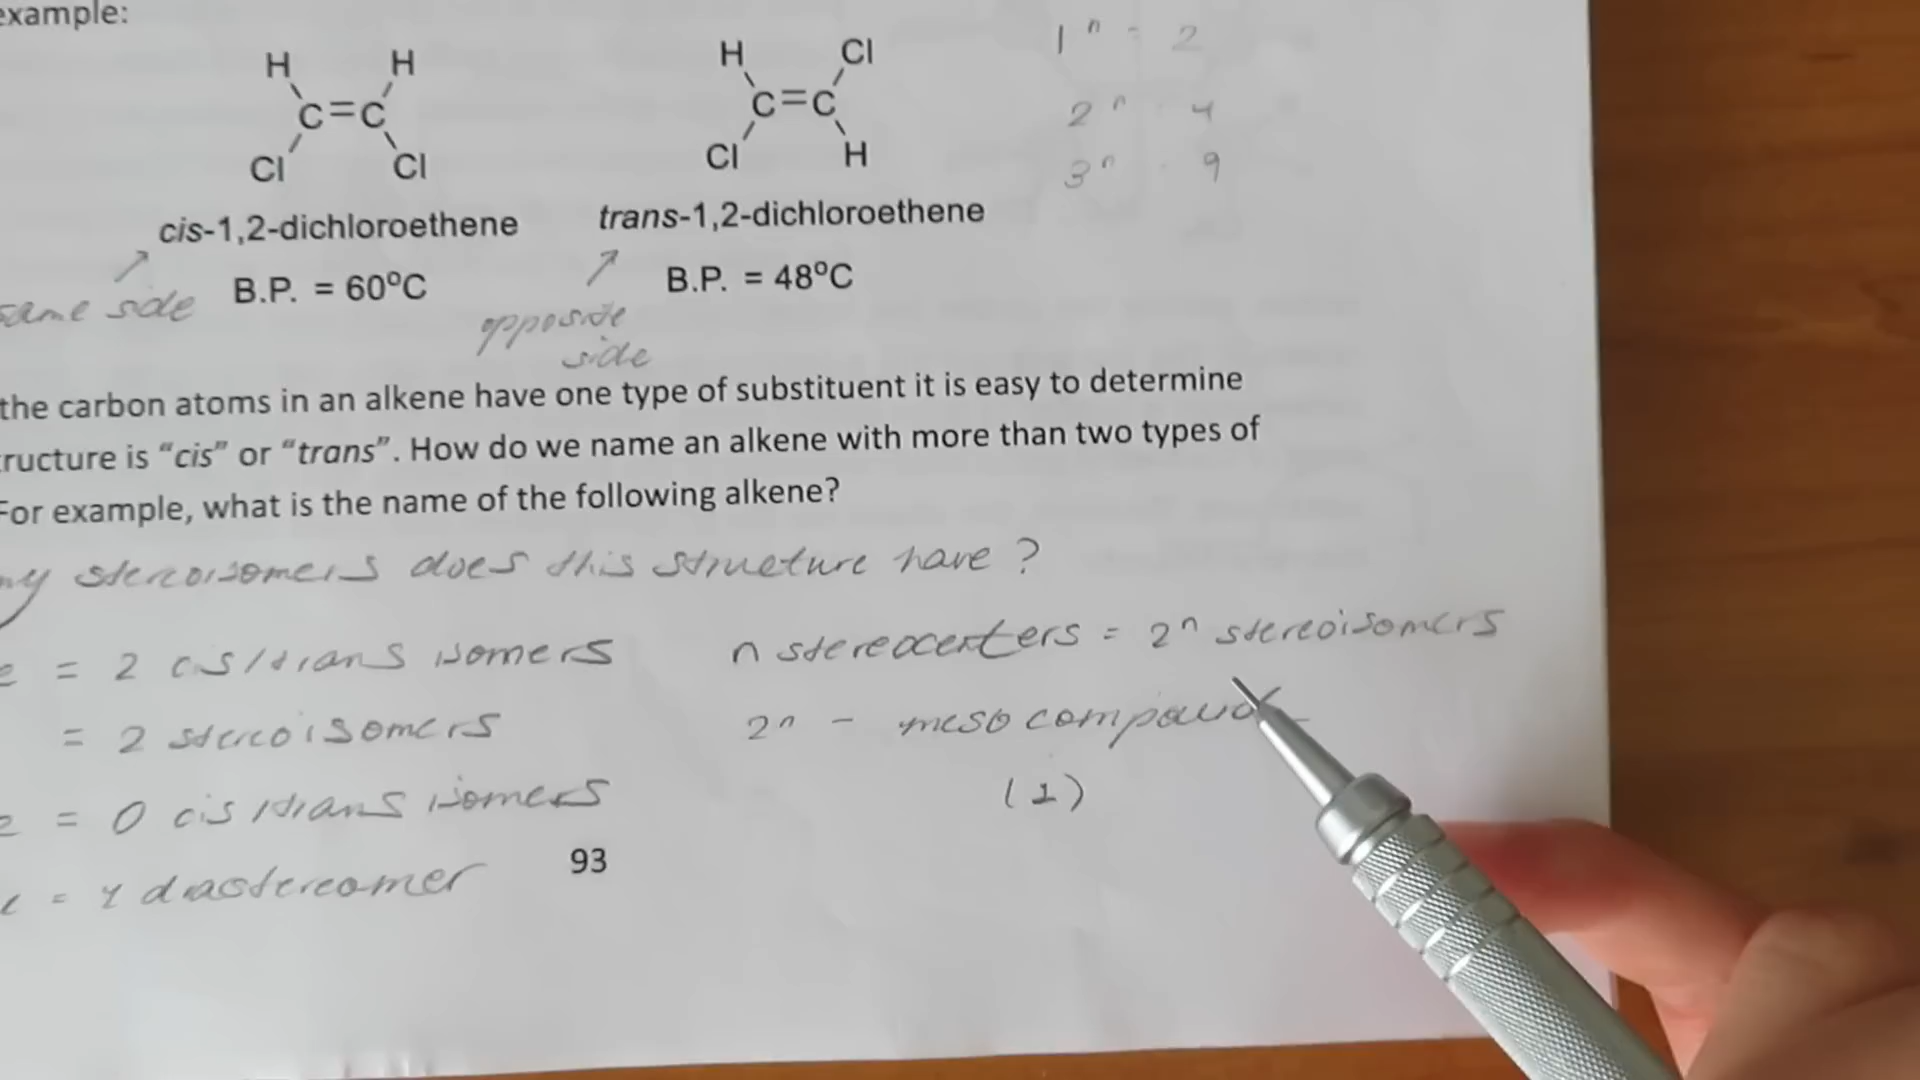 example:
H H
C=C
Cl Cl
H Cl
C=C
Cl H
1ⁿ - 2
2ⁿ · 4
3ⁿ · 9
cis-1,2-dichloroethene
trans-1,2-dichloroethene
B.P. = 60⁰C
B.P. = 48⁰C
same side
opposite
side
the carbon atoms in an alkene have one type of substituent it is easy to determine
ructure is “cis” or “trans”. How do we name an alkene with more than two types of
For example, what is the name of the following alkene?
ny stereoisomers does this structure have ?
= 2 cis/trans isomers
= 2 stereoisomers
= 0 cis/trans isomers
diastereomer
n stereocenters = 2ⁿ stereoisomers
2ⁿ - meso compound
(1)
93